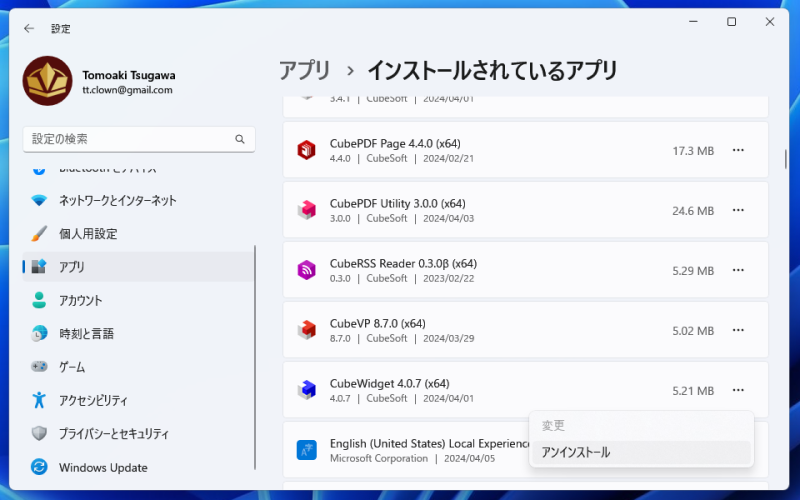 設定
Tomoaki Tsugawa
tt.clown@gmail.com
設定の検索
Bluetooth とデバイス
ネットワークとインターネット
個人用設定
アプリ
アカウント
時刻と言語
ゲーム
アクセシビリティ
プライバシーとセキュリティ
Windows Update
アプリ › インストールされているアプリ
3.4.1 | CubeSoft | 2024/04/01
CubePDF Page 4.4.0 (x64)
4.4.0 | CubeSoft | 2024/02/21
17.3 MB
CubePDF Utility 3.0.0 (x64)
3.0.0 | CubeSoft | 2024/04/03
24.6 MB
CubeRSS Reader 0.3.0β (x64)
0.3.0 | CubeSoft | 2023/02/22
5.29 MB
CubeVP 8.7.0 (x64)
8.7.0 | CubeSoft | 2024/03/29
5.02 MB
CubeWidget 4.0.7 (x64)
4.0.7 | CubeSoft | 2024/04/01
5.21 MB
English (United States) Local Experience
Microsoft Corporation | 2024/04/05
変更
アンインストール